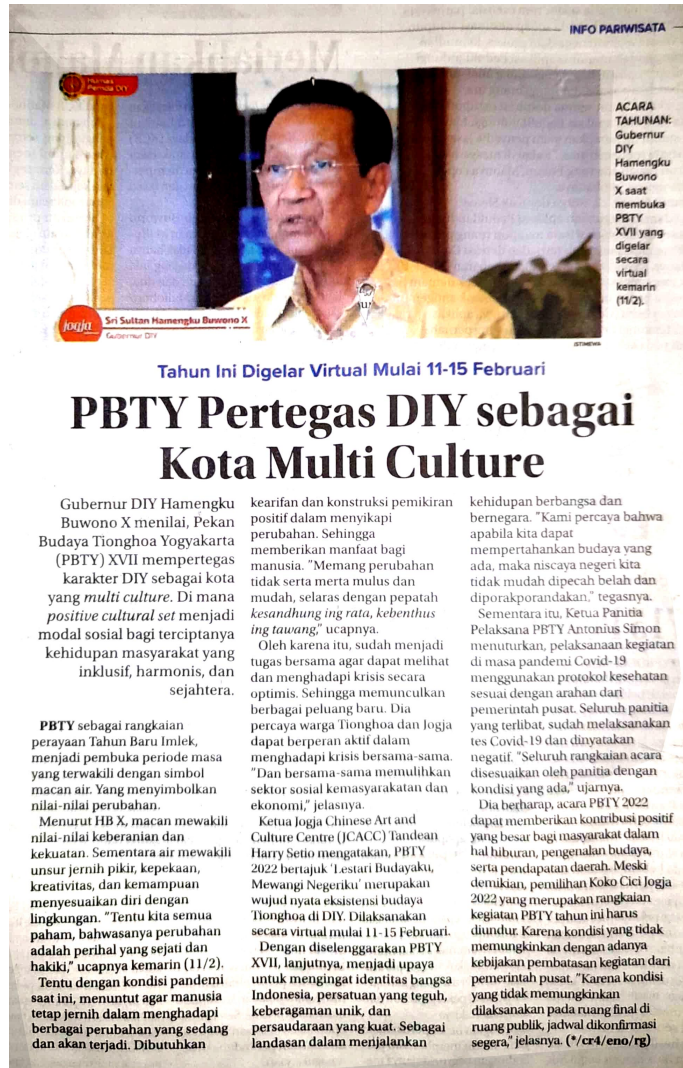 INFO PARIWISATA
Humas
Pemda DIY
ACARA
TAHUNAN:
Gubernur
DIY
Hamengku
Buwono
X saat
membuka
PBTY
XVII yang
digelar
secara
virtual
kemarin
(11/2).
jogja
Sri Sultan Hamengku Buwono X
Gubernur DIY
ISTIMEWA
Tahun Ini Digelar Virtual Mulai 11-15 Februari
PBTY Pertegas DIY sebagai
Kota Multi Culture
Gubernur DIY Hamengku
Buwono X menilai, Pekan
Budaya Tionghoa Yogyakarta
(PBTY) XVII mempertegas
karakter DIY sebagai kota
yang multi culture. Di mana
positive cultural set menjadi
modal sosial bagi terciptanya
kehidupan masyarakat yang
inklusif, harmonis, dan
sejahtera.
PBTY sebagai rangkaian
perayaan Tahun Baru Imlek,
menjadi pembuka periode masa
yang terwakili dengan simbol
macan air. Yang menyimbolkan
nilai-nilai perubahan.
Menurut HB X, macan mewakili
nilai-nilai keberanian dan
kekuatan. Sementara air mewakili
unsur jernih pikir, kepekaan,
kreativitas, dan kemampuan
menyesuaikan diri dengan
lingkungan. "Tentu kita semua
paham, bahwasanya perubahan
adalah perihal yang sejati dan
hakiki," ucapnya kemarin (11/2).
Tentu dengan kondisi pandemi
saat ini, menuntut agar manusia
tetap jernih dalam menghadapi
berbagai perubahan yang sedang
dan akan terjadi. Dibutuhkan
kearifan dan konstruksi pemikiran
positif dalam menyikapi
perubahan. Sehingga
memberikan manfaat bagi
manusia. "Memang perubahan
tidak serta merta mulus dan
mudah, selaras dengan pepatah
kesandhung ing rata, kebenthus
ing tawang," ucapnya.
Oleh karena itu, sudah menjadi
tugas bersama agar dapat melihat
dan menghadapi krisis secara
optimis. Sehingga memunculkan
berbagai peluang baru. Dia
percaya warga Tionghoa dan Jogja
dapat berperan aktif dalam
menghadapi krisis bersama-sama.
"Dan bersama-sama memulihkan
sektor sosial kemasyarakatan dan
ekonomi," jelasnya.
Ketua Jogja Chinese Art and
Culture Centre (JCACC) Tandean
Harry Setio mengatakan, PBTY
2022 bertajuk 'Lestari Budayaku,
Mewangi Negeriku' merupakan
wujud nyata eksistensi budaya
Tionghoa di DIY. Dilaksanakan
secara virtual mulai 11-15 Februari.
Dengan diselenggarakan PBTY
XVII, lanjutnya, menjadi upaya
untuk mengingat identitas bangsa
Indonesia, persatuan yang teguh,
keberagaman unik, dan
persaudaraan yang kuat. Sebagai
landasan dalam menjalankan
kehidupan berbangsa dan
bernegara. "Kami percaya bahwa
apabila kita dapat
mempertahankan budaya yang
ada, maka niscaya negeri kita
tidak mudah dipecah belah dan
diporakporandakan," tegasnya.
Sementara itu, Ketua Panitia
Pelaksana PBTY Antonius Simon
menuturkan, pelaksanaan kegiatan
di masa pandemi Covid-19
menggunakan protokol kesehatan
sesuai dengan arahan dari
pemerintah pusat. Seluruh panitia
yang terlibat, sudah melaksanakan
tes Covid-19 dan dinyatakan
negatif. "Seluruh rangkaian acara
disesuaikan oleh panitia dengan
kondisi yang ada," ujarnya.
Dia berharap, acara PBTY 2022
dapat memberikan kontribusi positif
yang besar bagi masyarakat dalam
hal hiburan, pengenalan budaya,
serta pendapatan daerah. Meski
demikian, pemilihan Koko Cici Jogja
2022 yang merupakan rangkaian
kegiatan PBTY tahun ini harus
diundur. Karena kondisi yang tidak
memungkinkan dengan adanya
kebijakan pembatasan kegiatan dari
pemerintah pusat. "Karena kondisi
yang tidak memungkinkan
dilaksanakan pada ruang final di
ruang publik, jadwal dikonfirmasi
segera," jelasnya. (*/cr4/eno/rg)